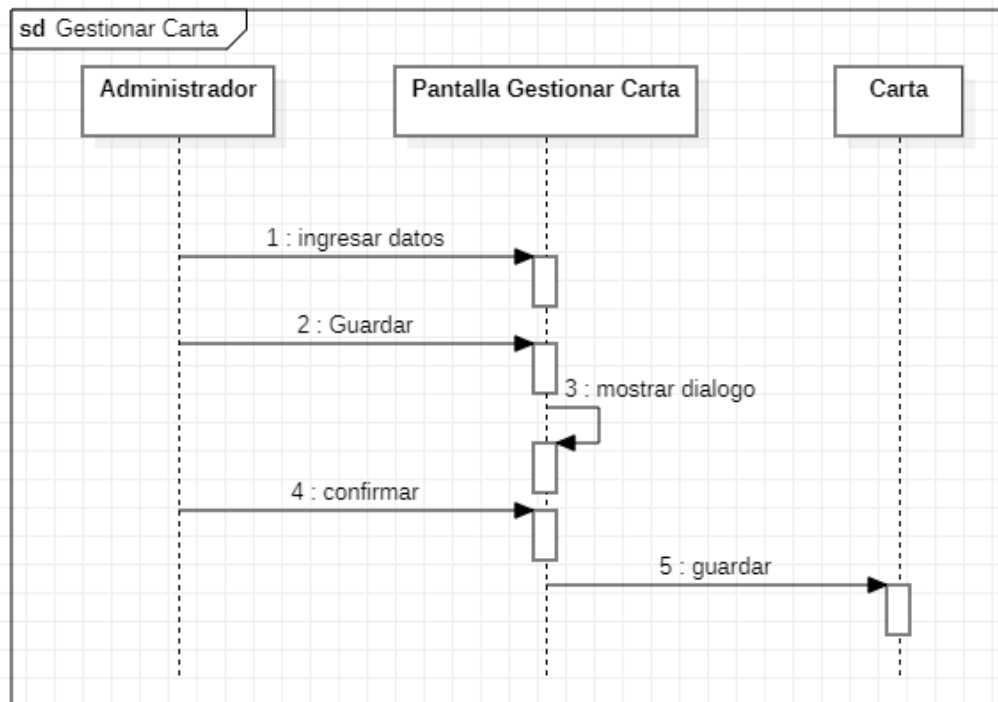 sd Gestionar Carta
Administrador
Pantalla Gestionar Carta
Carta
1 : ingresar datos
2 : Guardar
3 : mostrar dialogo
4 : confirmar
5 : guardar